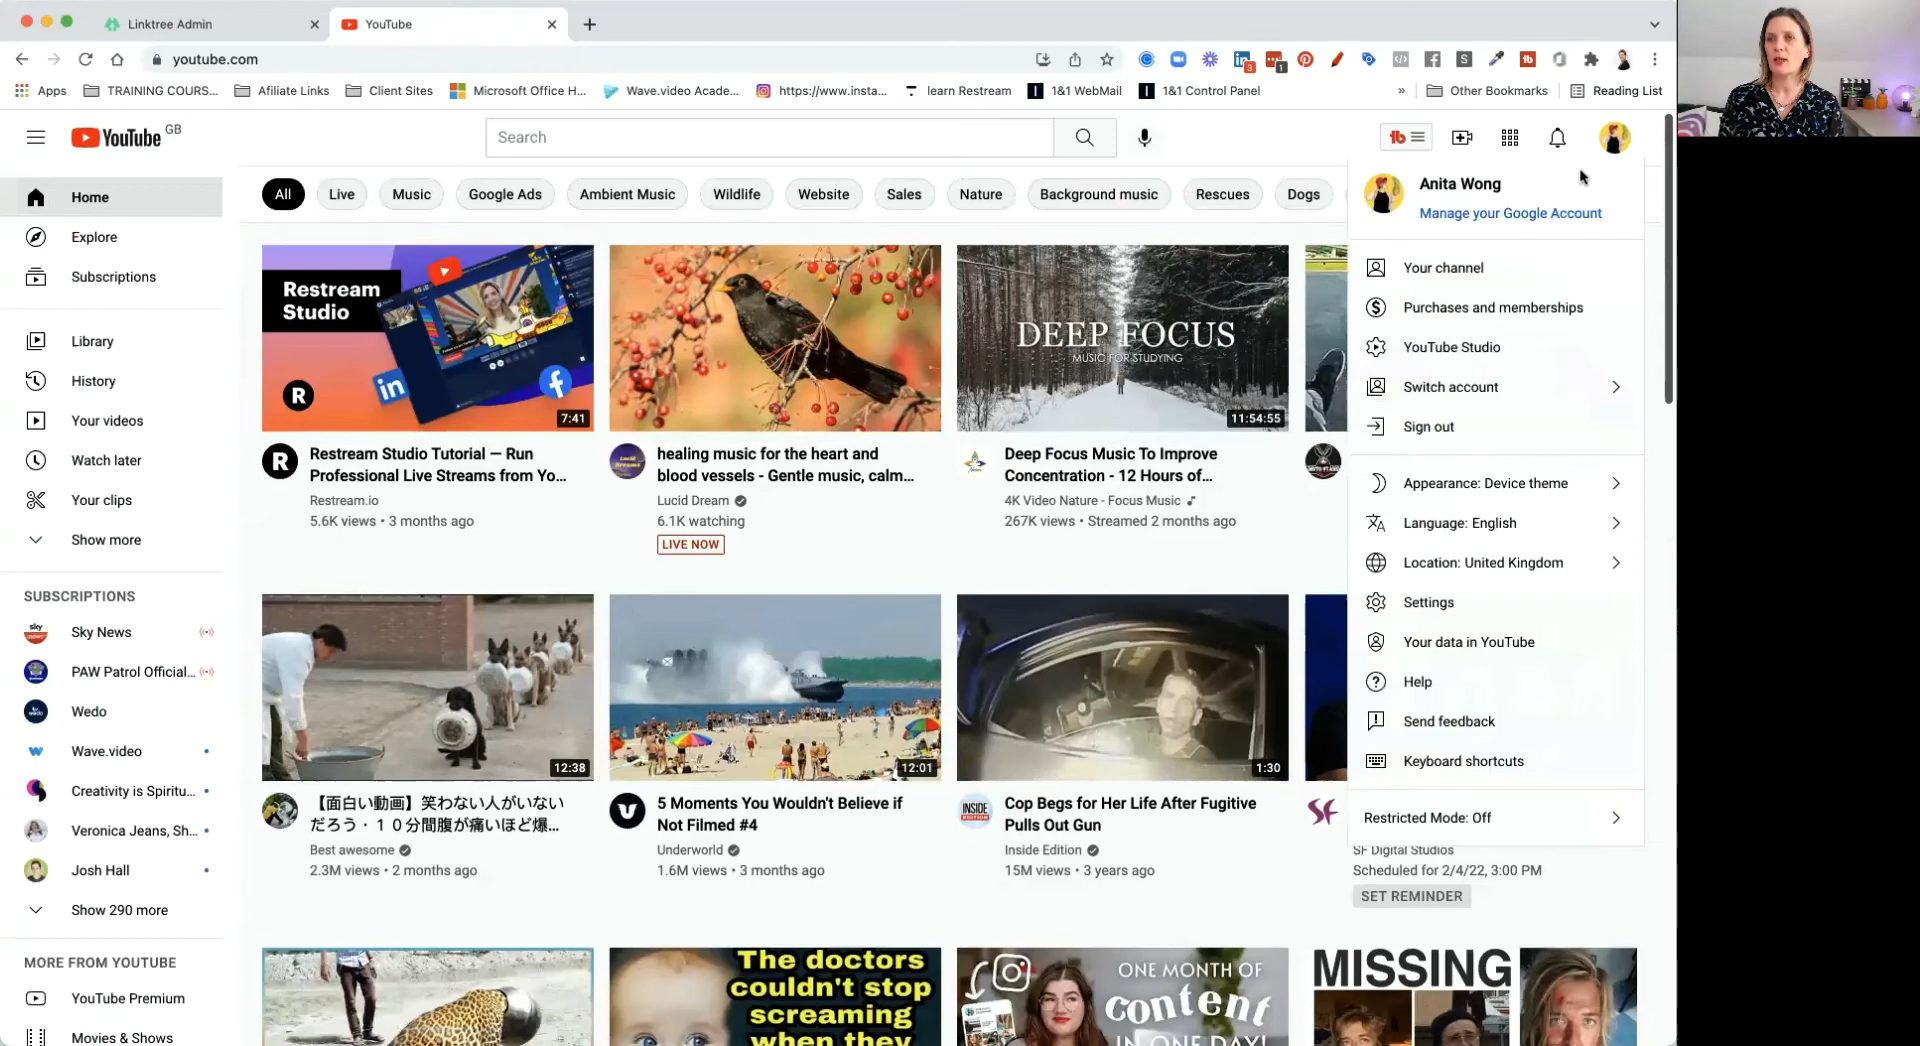 Linktree Admin
YouTube
youtube.com
3
1
Apps
TRAINING COURS...
Afiliate Links
Client Sites
Microsoft Office H...
Wave.video Acade...
https://www.insta...
learn Restream
1&1 WebMail
1&1 Control Panel
»
Other Bookmarks
Reading List
YouTube GB
Search
Home
Explore
Subscriptions
Library
History
Your videos
Watch later
Your clips
Show more
SUBSCRIPTIONS
Sky News
PAW Patrol Official...
Wedo
Wave.video
Creativity is Spiritu...
Veronica Jeans, Sh...
Josh Hall
Show 290 more
MORE FROM YOUTUBE
YouTube Premium
Movies & Shows
All
Live
Music
Google Ads
Ambient Music
Wildlife
Website
Sales
Nature
Background music
Rescues
Dogs
Restream
Studio
R
in
7:41
R
Restream Studio Tutorial — Run
Professional Live Streams from Yo...
Restream.io
5.6K views • 3 months ago
healing music for the heart and
blood vessels - Gentle music, calm...
Lucid Dream
6.1K watching
LIVE NOW
DEEP FOCUS
MUSIC FOR STUDYING
11:54:55
Deep Focus Music To Improve
Concentration - 12 Hours of...
4K Video Nature - Focus Music
267K views • Streamed 2 months ago
12:38
【面白い動画】笑わない人がいない
だろう・１０分間腹が痛いほど爆...
Best awesome
2.3M views • 2 months ago
12:01
5 Moments You Wouldn't Believe if
Not Filmed #4
Underworld
1.6M views • 3 months ago
1:30
INSIDE
EDITION
Cop Begs for Her Life After Fugitive
Pulls Out Gun
Inside Edition
15M views • 3 years ago
SF Digital Studios
Scheduled for 2/4/22, 3:00 PM
SET REMINDER
The doctors
couldn't stop
screaming
when they
ONE MONTH OF
content
IN ONE DAY!
MISSING
Anita Wong
Manage your Google Account
Your channel
Purchases and memberships
YouTube Studio
Switch account
Sign out
Appearance: Device theme
Language: English
Location: United Kingdom
Settings
Your data in YouTube
Help
Send feedback
Keyboard shortcuts
Restricted Mode: Off